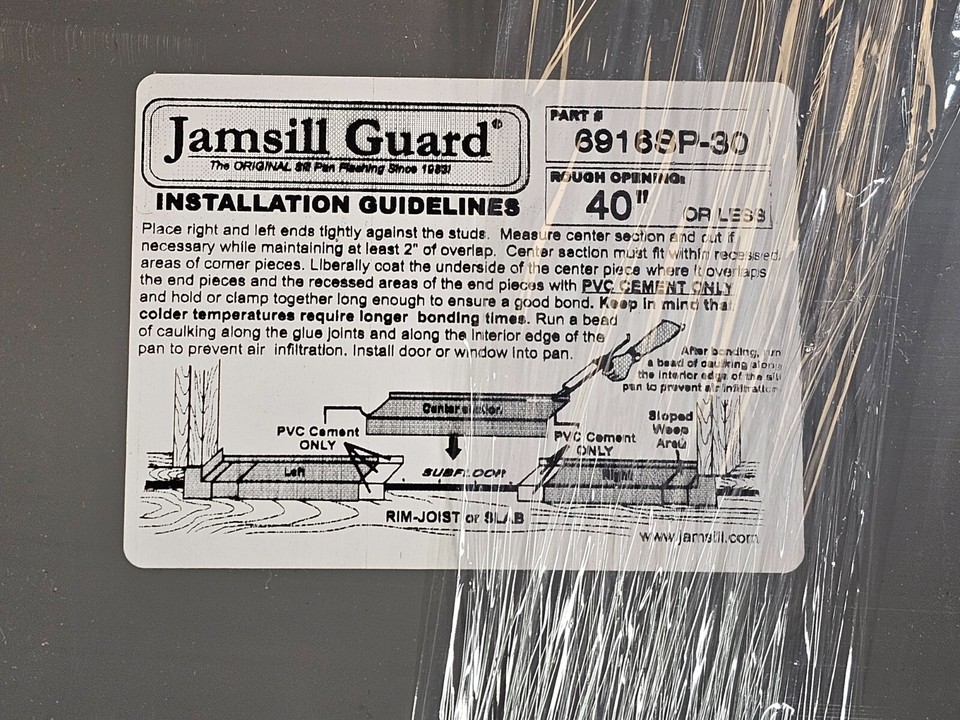 Jamsill Guard®
The ORIGINAL Sill Pan Flashing Since 1983!
PART #
6916SP-30
ROUGH OPENING:
40" OR LESS
INSTALLATION GUIDELINES
Place right and left ends tightly against the studs. Measure center section and cut if
necessary while maintaining at least 2" of overlap. Center section must fit within recessed
areas of corner pieces. Liberally coat the underside of the center piece where it overlaps
the end pieces and the recessed areas of the end pieces with PVC CEMENT ONLY
and hold or clamp together long enough to ensure a good bond. Keep in mind that
colder temperatures require longer bonding times. Run a bead
of caulking along the glue joints and along the interior edge of the
pan to prevent air infiltration. Install door or window into pan.
After bonding, run
a bead of caulking along
the interior edge of the sill
pan to prevent air infiltration
Center section
PVC Cement
ONLY
PVC Cement
ONLY
Sloped
Weep
Area
Left
SUBFLOOR
Right
RIM-JOIST or SLAB
www.jamsill.com